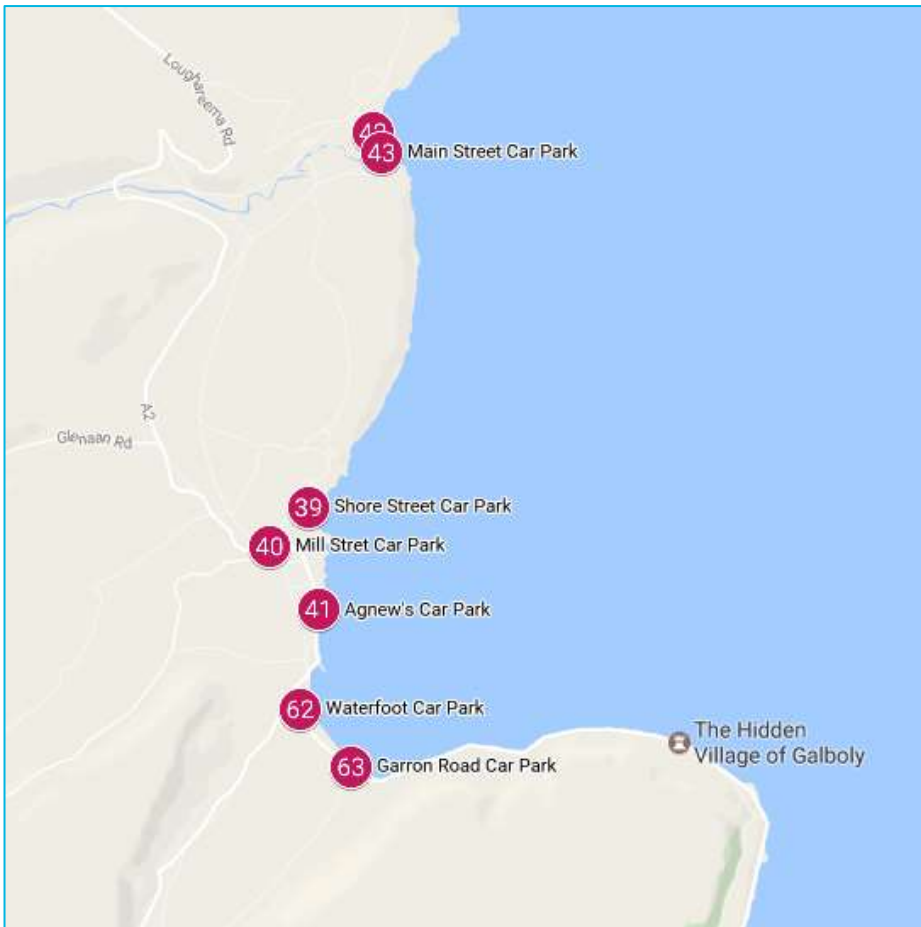 Loughareema Rd
43 Main Street Car Park
A2
Glenaan Rd
39 Shore Street Car Park
40 Mill Stret Car Park
41 Agnew's Car Park
62 Waterfoot Car Park
The Hidden
Village of Galboly
63 Garron Road Car Park